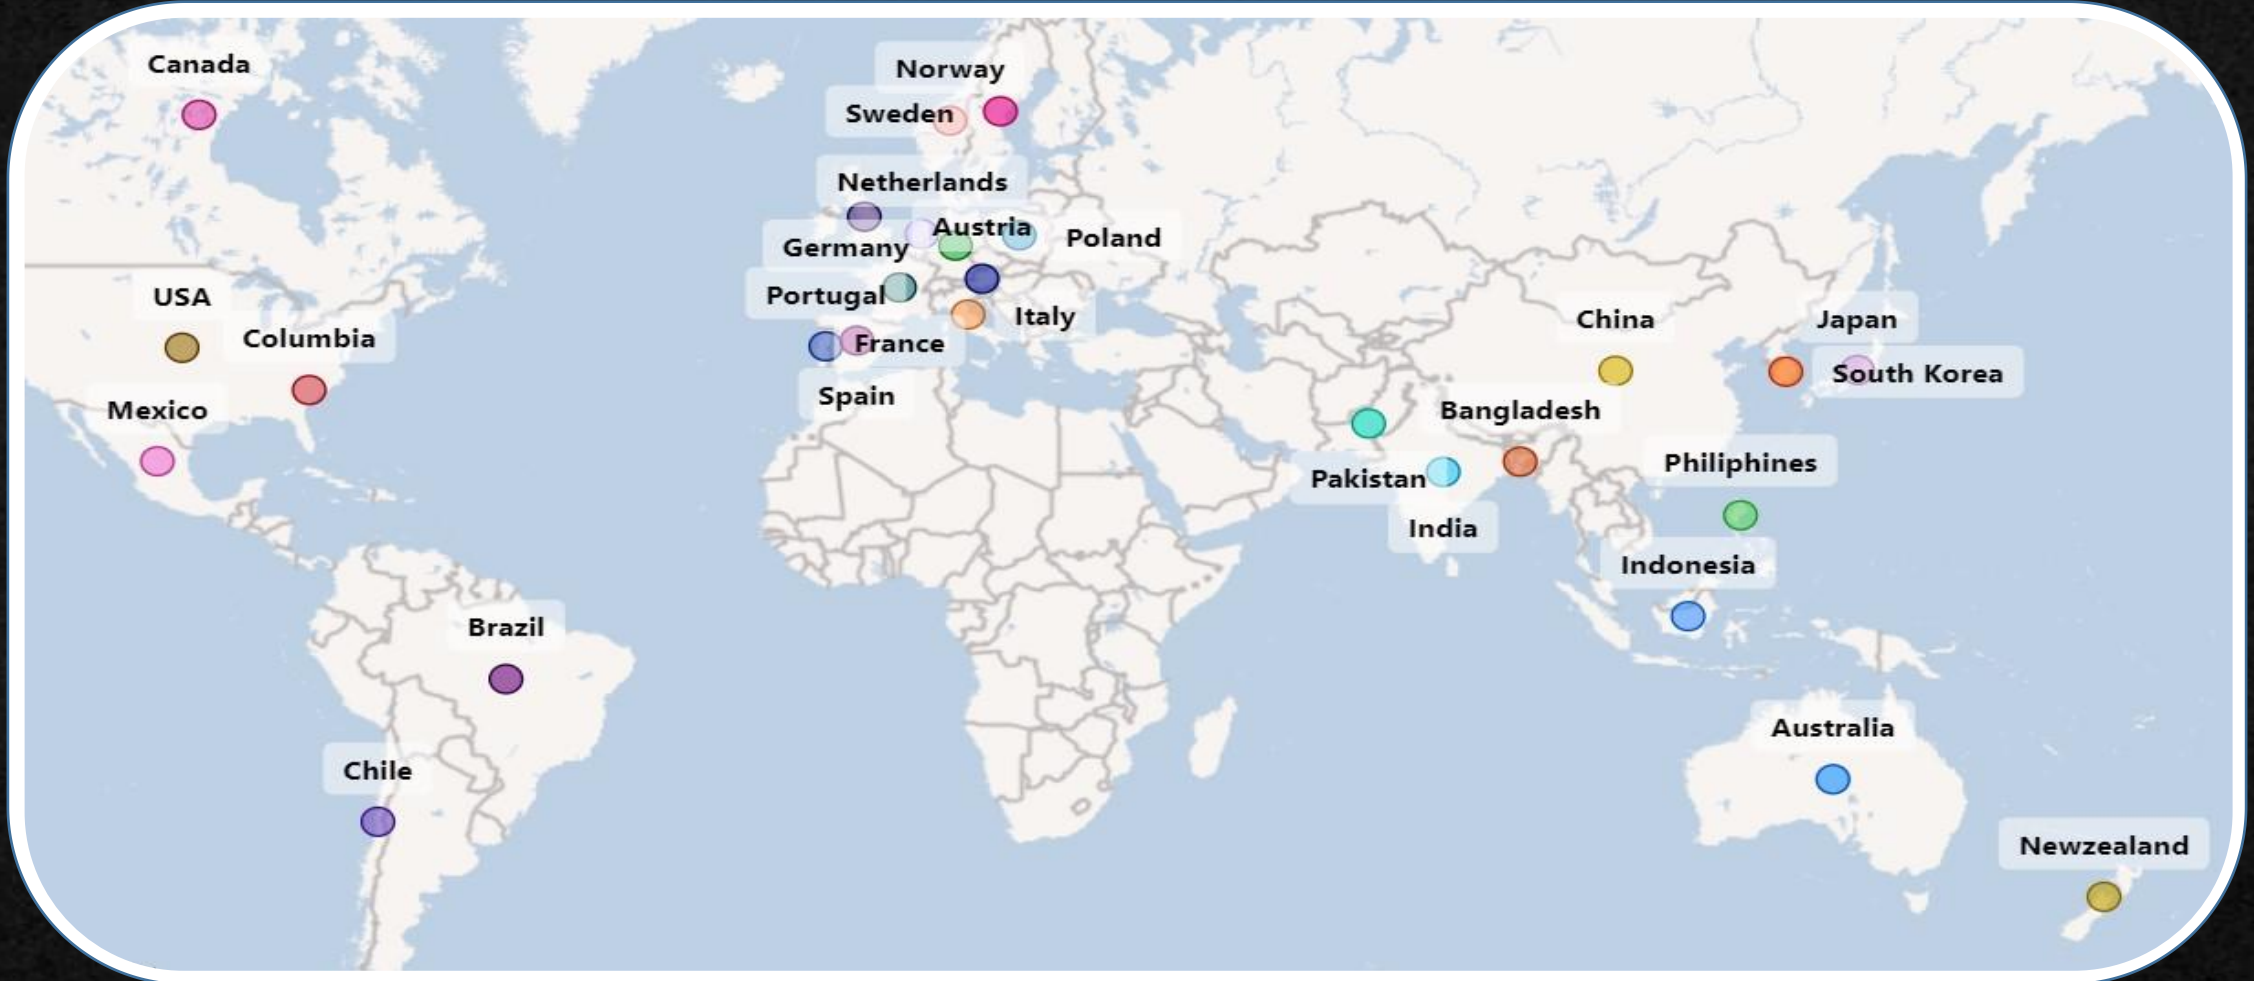 Canada
Norway
Sweden
Netherlands
Austria
Poland
Germany
Portugal
USA
Italy
China
Japan
Columbia
France
South Korea
Spain
Mexico
Bangladesh
Philiphines
Pakistan
India
Indonesia
Brazil
Australia
Chile
Newzealand